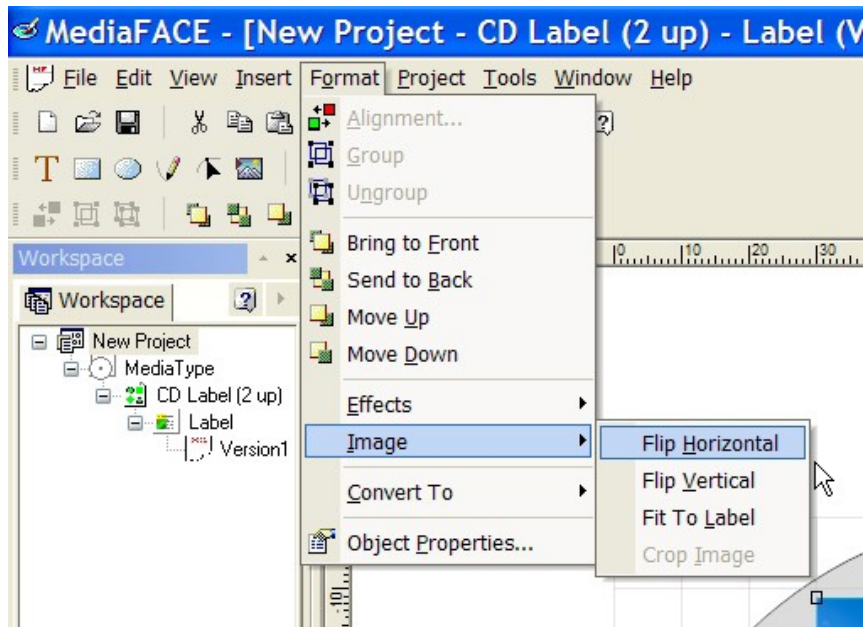 MediaFACE - [New Project - CD Label (2 up) - Label (V
File Edit View Insert Format Project Tools Window Help
Alignment...
Group
Ungroup
Bring to Front
Send to Back
Move Up
Move Down
Effects
Image
Convert To
Object Properties...
Flip Horizontal
Flip Vertical
Fit To Label
Crop Image
Workspace
Workspace
New Project
MediaType
CD Label (2 up)
Label
Version1
0 10 20 30
-10